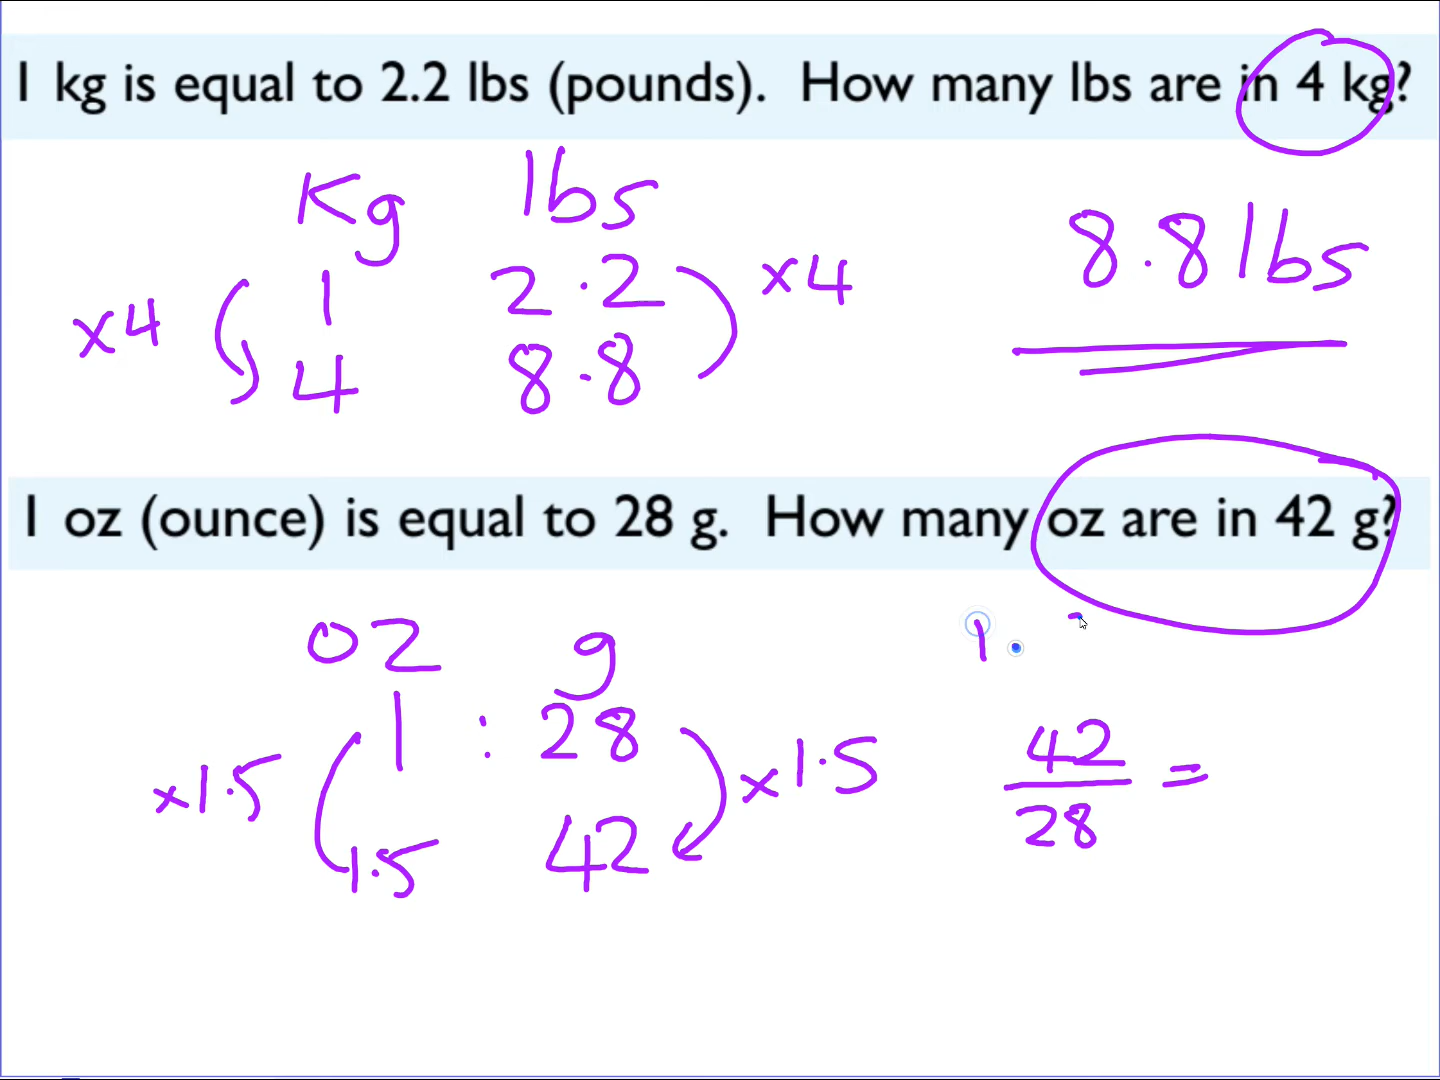 1 kg is equal to 2.2 lbs (pounds). How many lbs are in 4 kg?
Kg lbs
x4 1 2.2 x4
4 8.8
8.8 lbs
1 oz (ounce) is equal to 28 g. How many oz are in 42 g?
oz g
1 : 28
x1.5 x1.5
1.5 42
1.
42
28 =